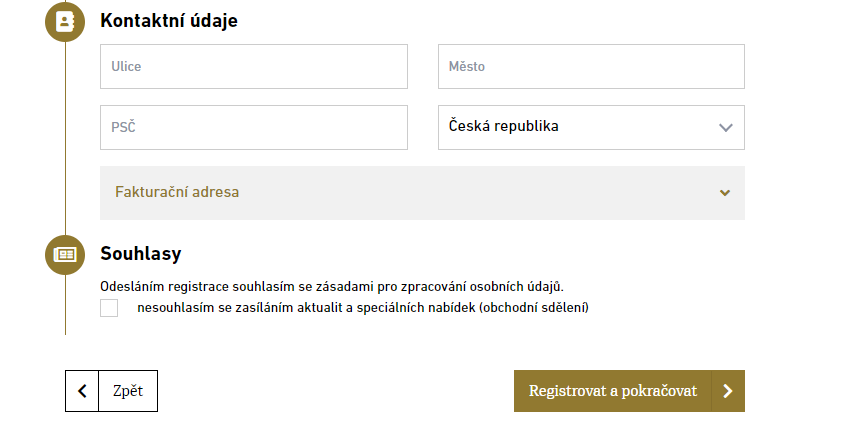 Kontaktní údaje
Ulice
Město
PSČ
Česká republika
Fakturační adresa
Souhlasy
Odesláním registrace souhlasím se zásadami pro zpracování osobních údajů.
nesouhlasím se zasíláním aktualit a speciálních nabídek (obchodní sdělení)
Zpět
Registrovat a pokračovat